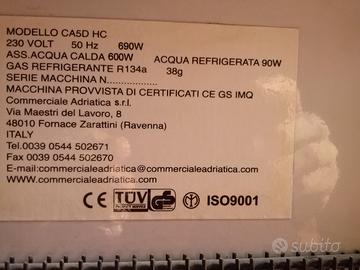 MODELLO CA5D HC
230 VOLT 50 Hz 690W
ASS.ACQUA CALDA 600W ACQUA REFRIGERATA 90W
GAS REFRIGERANTE R134a 38g
SERIE MACCHINA N.
MACCHINA PROVVISTA DI CERTIFICATI CE GS IMQ
Commerciale Adriatica s.r.l.
Via Maestri del Lavoro, 8
48010 Fornace Zarattini (Ravenna)
ITALY
Tel.0039 0544 502671
Fax 0039 0544 502660
E-mail:commercialeadriatica@commercialeadriatica.com
www.commercialeadriatica.com
CE TÜV GS ISO9001
subito